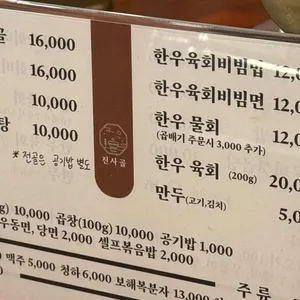 골 16,000
16,000
10,000
탕 10,000
* 전골은 공기밥 별도
진사골
한우육회비빔밥 12,0
한우육회비빔면 12,0
한우 물회 12,0
(곱배기 주문시 3,000 추가)
한우 육회 (200g) 20,0
만두(고기,김치) 5,0
g) 10,000 곱창(100g) 10,000 공기밥 1,000
우동면, 당면 2,000 셀프볶음밥 2,000
맥주 5,000 청하 6,000 보해복분자 13,000
주류